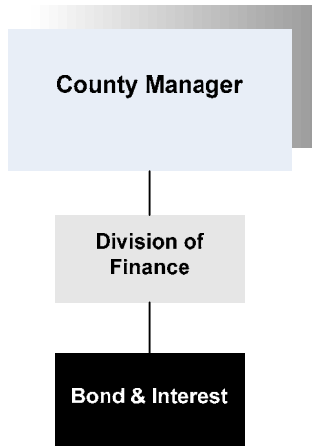 County Manager
Division of
Finance
Bond & Interest